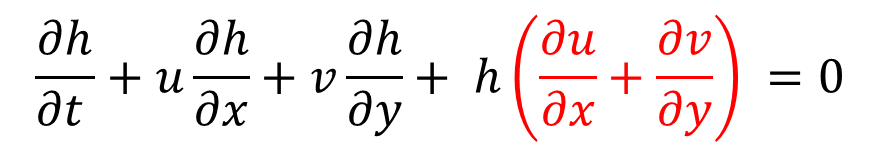 ∂h/∂t + u ∂h/∂x + v ∂h/∂y + h (∂u/∂x + ∂v/∂y) = 0